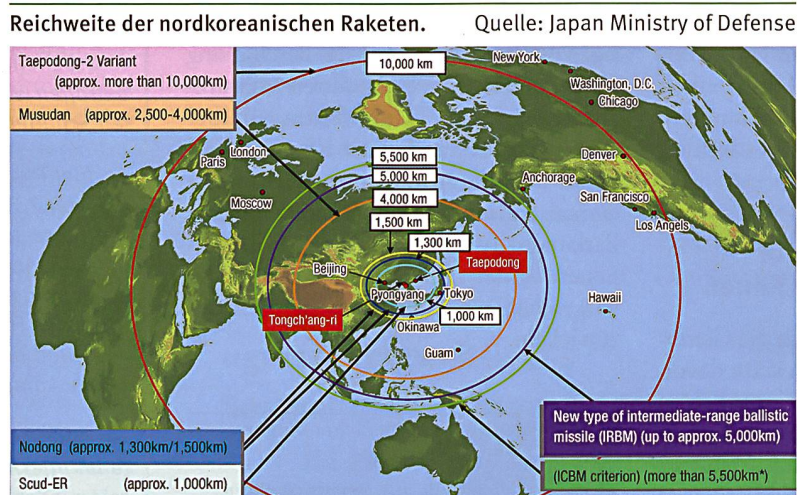 Reichweite der nordkoreanischen Raketen. Quelle: Japan Ministry of Defense
Taepodong-2 Variant
(approx. more than 10,000km)
Musudan (approx. 2,500-4,000km)
10,000 km
New York
Washington, D.C.
Chicago
London
Paris
Denver
5,500 km
5,000 km
Anchorage
Moscow
4,000 km
San Francisco
Los Angels
1,500 km
1,300 km
Taepodong
Beijing
Pyongyang
Tokyo
Hawaii
Tongch'ang-ri
1,000 km
Okinawa
Guam
New type of intermediate-range ballistic
missile (IRBM) (up to approx. 5,000km)
Nodong (approx. 1,300km/1,500km)
(ICBM criterion) (more than 5,500km*)
Scud-ER (approx. 1,000km)